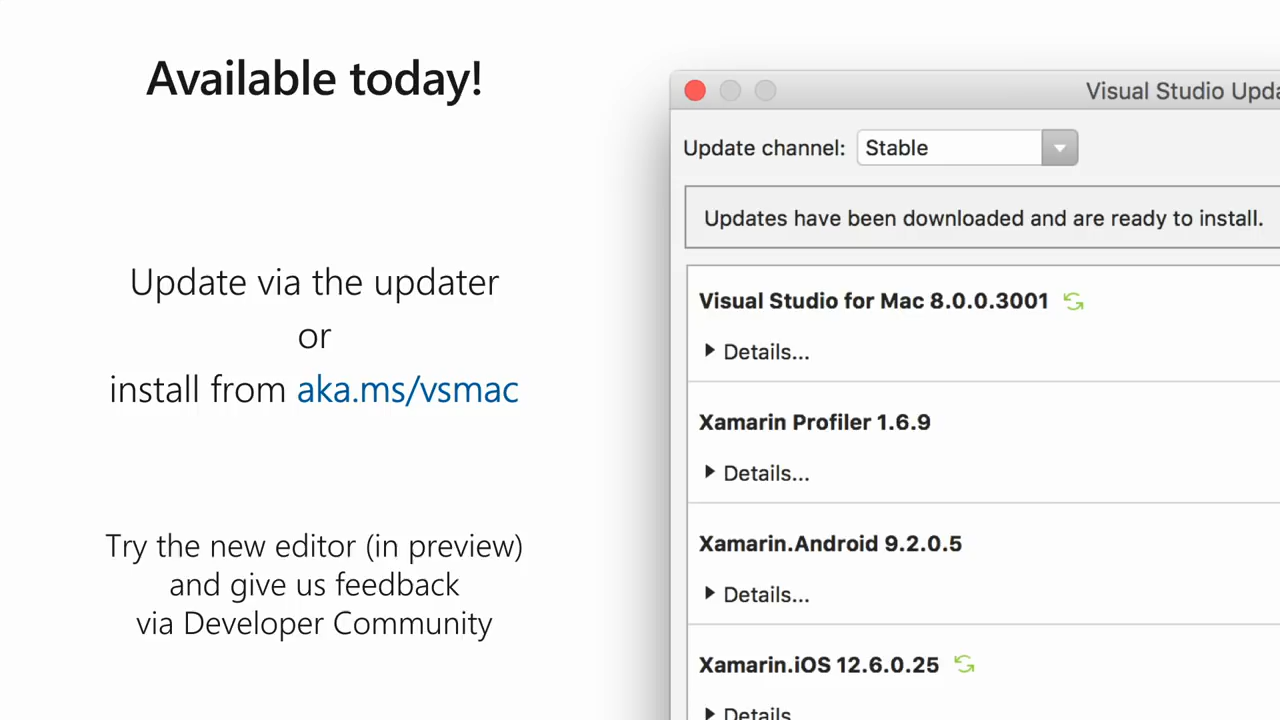 Available today!
Update via the updater
or
install from aka.ms/vsmac
Try the new editor (in preview)
and give us feedback
via Developer Community
Visual Studio
Update channel: Stable
Updates have been downloaded and are ready to install.
Visual Studio for Mac 8.0.0.3001
Details...
Xamarin Profiler 1.6.9
Details...
Xamarin.Android 9.2.0.5
Details...
Xamarin.iOS 12.6.0.25
Details